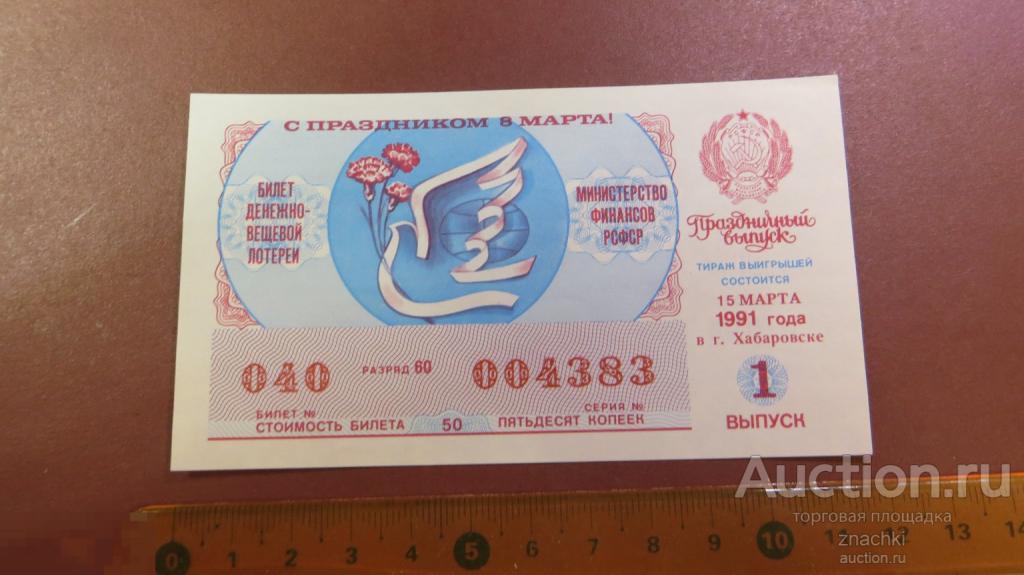 С ПРАЗДНИКОМ 8 МАРТА!
БИЛЕТ
ДЕНЕЖНО-
ВЕЩЕВОЙ
ЛОТЕРЕИ
МИНИСТЕРСТВО
ФИНАНСОВ
РСФСР
Праздничный
выпуск
ТИРАЖ ВЫИГРЫШЕЙ
СОСТОИТСЯ
15 МАРТА
1991 года
в г. Хабаровске
1
ВЫПУСК
040 РАЗРЯД 60 004383
БИЛЕТ № СЕРИЯ №
СТОИМОСТЬ БИЛЕТА 50 ПЯТЬДЕСЯТ КОПЕЕК
Auction.ru
торговая площадка
znachki
auction.ru
0 1 2 3 4 5 6 7 8 9 10 11 12 13 14